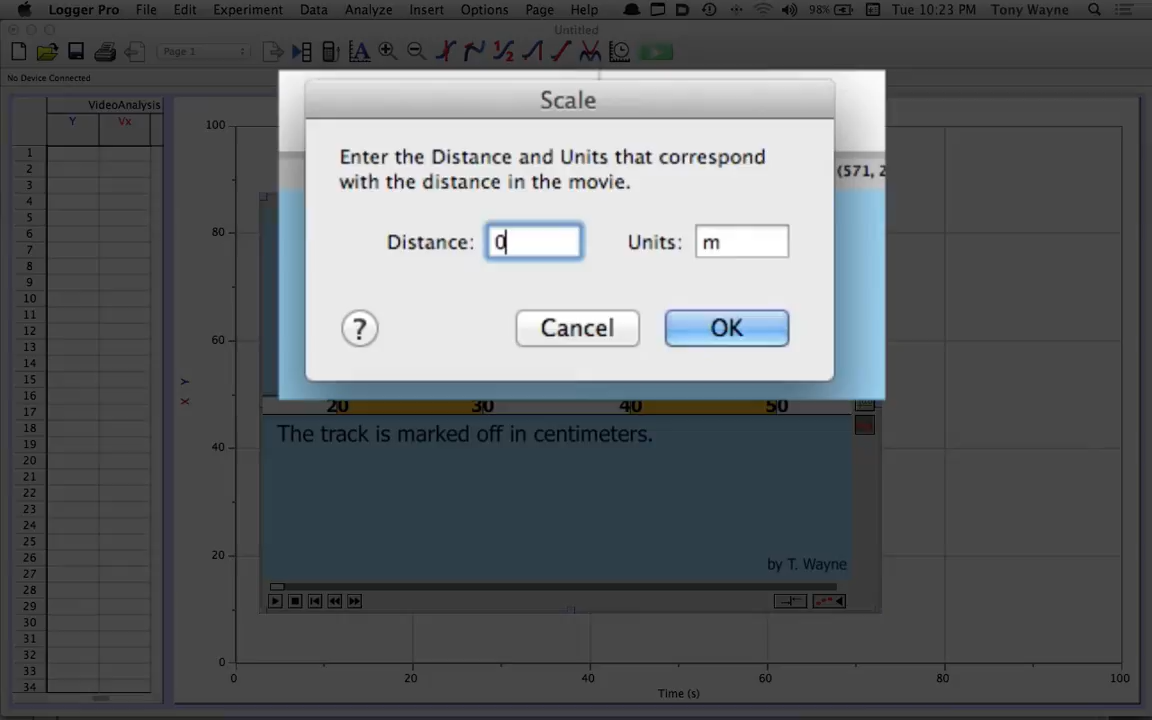 Logger Pro File Edit Experiment Data Analyze Insert Options Page Help 98% Tue 10:23 PM Tony Wayne
Untitled
Page 1
No Device Connected
VideoAnalysis
Y Vx
1
2
3
4
5
6
7
8
9
10
11
12
13
14
15
16
17
18
19
20
21
22
23
24
25
26
27
28
29
30
31
32
33
34
100
80
60
40
20
0
X Y
Scale
Enter the Distance and Units that correspond
with the distance in the movie.
(571, 2
Distance: 0 Units: m
? Cancel OK
20 30 40 50
The track is marked off in centimeters.
by T. Wayne
0 20 40 60 80 100
Time (s)